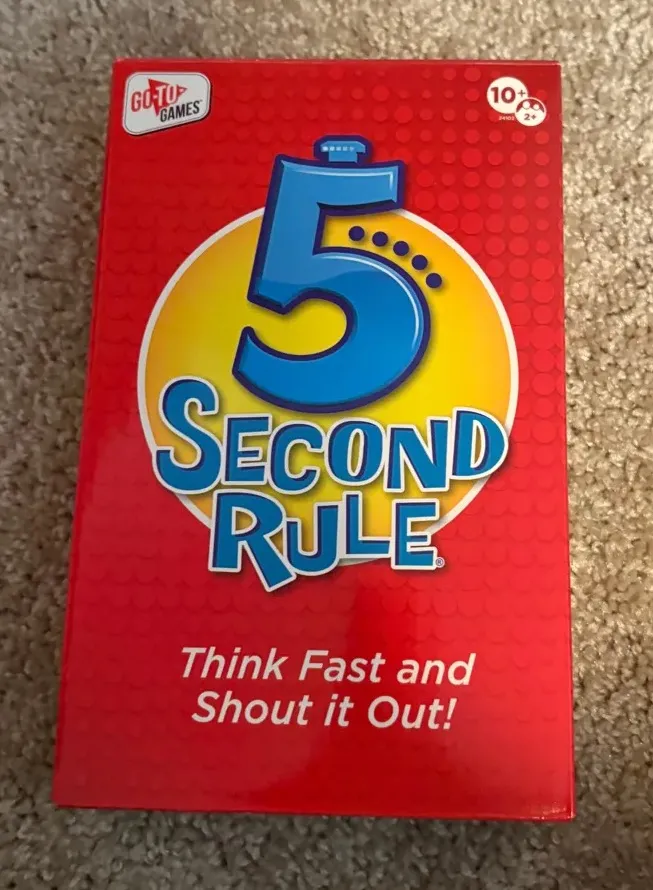 GO-TO
GAMES
10+
2+
5
SECOND
RULE®
Think Fast and
Shout it Out!